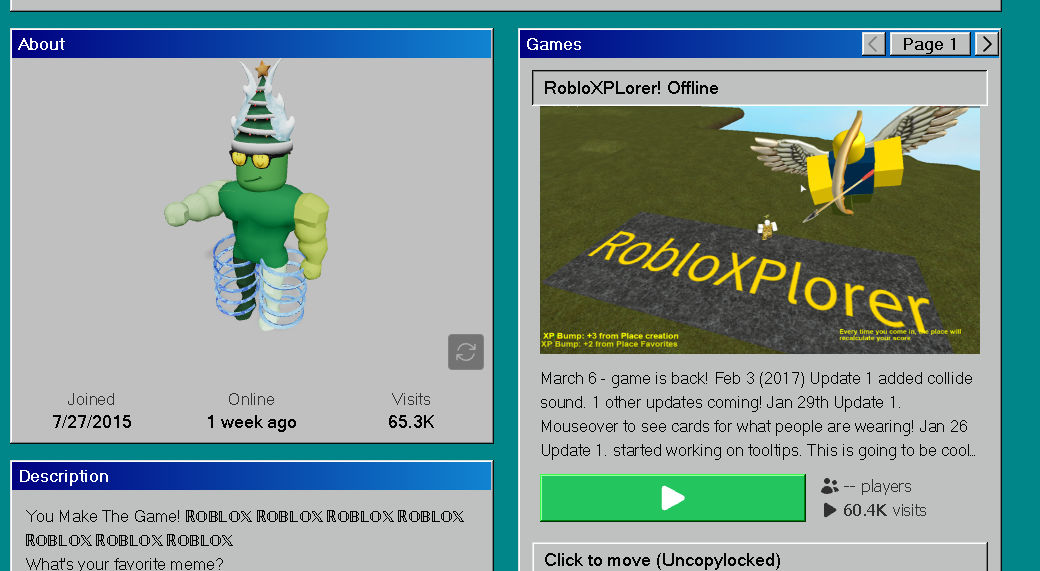 About
Joined
Online
Visits
7/27/2015
1 week ago
65.3K
Description
You Make The Game! ℝ𝕆𝔹𝕃𝕆𝕏 ℝ𝕆𝔹𝕃𝕆𝕏 ℝ𝕆𝔹𝕃𝕆𝕏 ℝ𝕆𝔹𝕃𝕆𝕏
ℝ𝕆𝔹𝕃𝕆𝕏 ℝ𝕆𝔹𝕃𝕆𝕏 ℝ𝕆𝔹𝕃𝕆𝕏
What's your favorite meme?
Games
Page 1
RobloXPLorer! Offline
RobloXPlorer
XP Bump: +3 from Place creation
XP Bump: +2 from Place Favorites
Every time you come in, the place will
recalculate your score
March 6 - game is back! Feb 3 (2017) Update 1 added collide
sound. 1 other updates coming! Jan 29th Update 1.
Mouseover to see cards for what people are wearing! Jan 26
Update 1. started working on tooltips. This is going to be cool...
-- players
60.4K visits
Click to move (Uncopylocked)